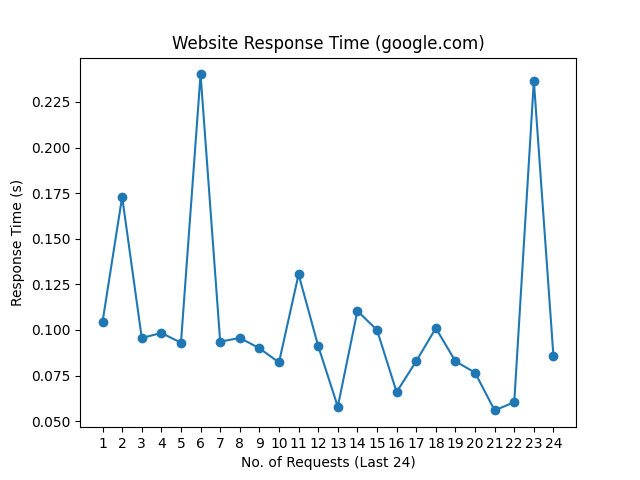 Website Response Time (google.com)
0.225
0.200
0.175
0.150
0.125
0.100
0.075
0.050
Response Time (s)
1 2 3 4 5 6 7 8 9 10 11 12 13 14 15 16 17 18 19 20 21 22 23 24
No. of Requests (Last 24)